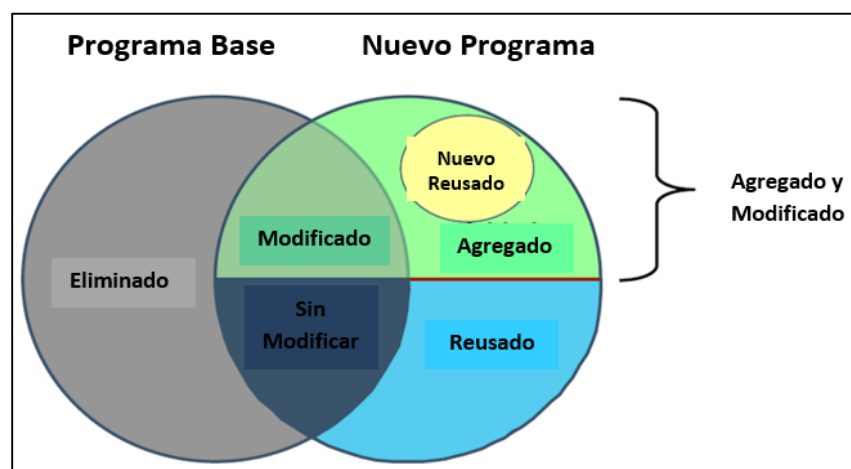 Programa Base
Nuevo Programa
Nuevo
Reusado
Agregado y
Modificado
Modificado
Agregado
Eliminado
Sin
Modificar
Reusado